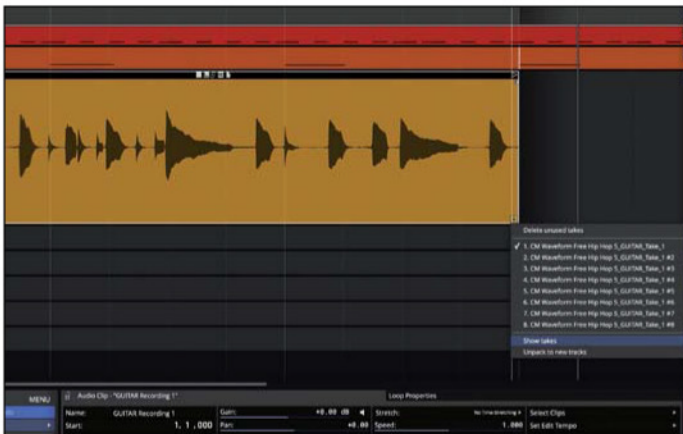 Delete unused takes
✓ 1. CM Waveform Free Hip Hop 5_GUITAR_Take_1
2. CM Waveform Free Hip Hop 5_GUITAR_Take_1 #2
3. CM Waveform Free Hip Hop 5_GUITAR_Take_1 #3
4. CM Waveform Free Hip Hop 5_GUITAR_Take_1 #4
5. CM Waveform Free Hip Hop 5_GUITAR_Take_1 #5
6. CM Waveform Free Hip Hop 5_GUITAR_Take_1 #6
7. CM Waveform Free Hip Hop 5_GUITAR_Take_1 #7
8. CM Waveform Free Hip Hop 5_GUITAR_Take_1 #8
Show takes
Unpack to new tracks
MENU
Audio Clip - "GUITAR Recording 1"
Loop Properties
Name: GUITAR Recording 1
Gain: +0.00 dB
Stretch: No Time-Stretching
Select Clips
Start: 1, 1 ,000
Pan: +0.00
Speed: 1.000
Set Edit Tempo